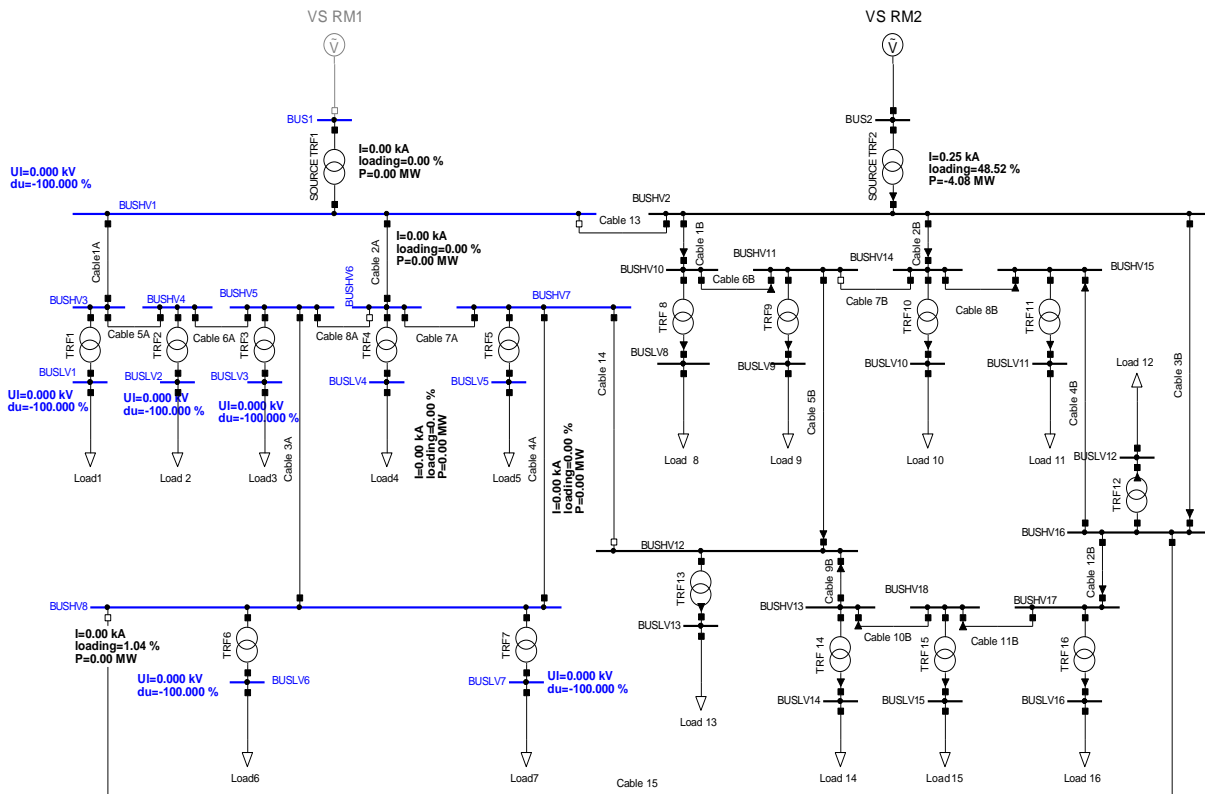 VS RM1
VS RM2
Ṽ
Ṽ
BUS1
BUS2
SOURCE TRF1
I=0.00 kA
loading=0.00 %
P=0.00 MW
SOURCE TRF2
I=0.25 kA
loading=48.52 %
P=-4.08 MW
Ul=0.000 kV
du=-100.000 %
BUSHV1
BUSHV2
Cable 13
Cable1A
Cable 2A
I=0.00 kA
loading=0.00 %
P=0.00 MW
Cable 1B
Cable 2B
Cable 3B
BUSHV10
BUSHV11
BUSHV14
BUSHV15
Cable 6B
Cable 7B
Cable 8B
BUSHV3
BUSHV4
BUSHV5
BUSHV6
BUSHV7
Cable 5A
Cable 6A
Cable 8A
Cable 7A
TRF1
TRF2
TRF3
TRF4
TRF5
TRF 8
TRF9
TRF10
TRF11
Cable 14
BUSLV1
BUSLV2
BUSLV3
BUSLV4
BUSLV5
BUSLV8
BUSLV9
BUSLV10
BUSLV11
Load 12
Ul=0.000 kV
du=-100.000 %
Ul=0.000 kV
du=-100.000 %
Ul=0.000 kV
du=-100.000 %
Cable 5B
Cable 4B
Cable 3A
I=0.00 kA
loading=0.00 %
P=0.00 MW
Cable 4A
I=0.00 kA
loading=0.00 %
P=0.00 MW
Load1
Load 2
Load3
Load4
Load5
Load 8
Load 9
Load 10
Load 11
BUSLV12
TRF12
BUSHV16
BUSHV12
TRF13
Cable 9B
Cable 12B
BUSHV18
BUSHV8
BUSHV13
BUSHV17
BUSLV13
Cable 10B
Cable 11B
I=0.00 kA
loading=1.04 %
P=0.00 MW
TRF6
TRF7
TRF 14
TRF15
TRF16
Ul=0.000 kV
du=-100.000 %
BUSLV6
BUSLV7
Ul=0.000 kV
du=-100.000 %
BUSLV14
BUSLV15
BUSLV16
Load 13
Load6
Load7
Cable 15
Load 14
Load 15
Load 16